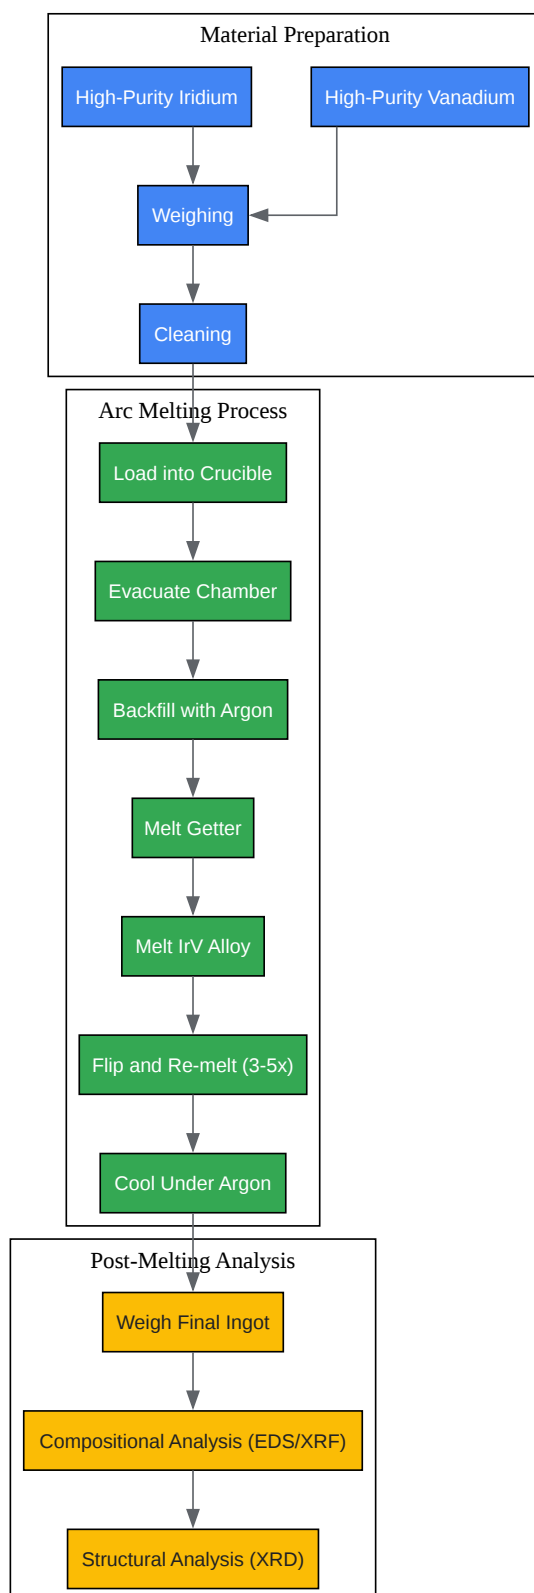 Material Preparation
High-Purity Iridium
High-Purity Vanadium
Weighing
Cleaning
Arc Melting Process
Load into Crucible
Evacuate Chamber
Backfill with Argon
Melt Getter
Melt IrV Alloy
Flip and Re-melt (3-5x)
Cool Under Argon
Post-Melting Analysis
Weigh Final Ingot
Compositional Analysis (EDS/XRF)
Structural Analysis (XRD)